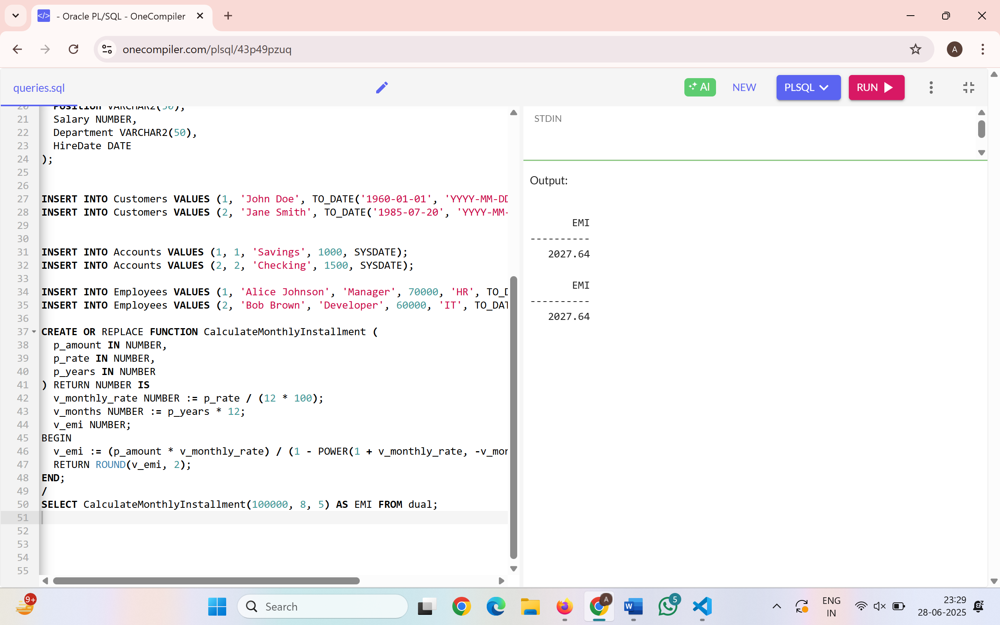 </> - Oracle PL/SQL - OneCompiler
onecompiler.com/plsql/43p49pzuq
A
queries.sql
AI NEW PLSQL RUN
20 Position VARCHAR2(50),
21 Salary NUMBER,
22 Department VARCHAR2(50),
23 HireDate DATE
24 );
25
26
27 INSERT INTO Customers VALUES (1, 'John Doe', TO_DATE('1960-01-01', 'YYYY-MM-DD
28 INSERT INTO Customers VALUES (2, 'Jane Smith', TO_DATE('1985-07-20', 'YYYY-MM-
29
30
31 INSERT INTO Accounts VALUES (1, 1, 'Savings', 1000, SYSDATE);
32 INSERT INTO Accounts VALUES (2, 2, 'Checking', 1500, SYSDATE);
33
34 INSERT INTO Employees VALUES (1, 'Alice Johnson', 'Manager', 70000, 'HR', TO_D
35 INSERT INTO Employees VALUES (2, 'Bob Brown', 'Developer', 60000, 'IT', TO_DAT
36
37 CREATE OR REPLACE FUNCTION CalculateMonthlyInstallment (
38 p_amount IN NUMBER,
39 p_rate IN NUMBER,
40 p_years IN NUMBER
41 ) RETURN NUMBER IS
42 v_monthly_rate NUMBER := p_rate / (12 * 100);
43 v_months NUMBER := p_years * 12;
44 v_emi NUMBER;
45 BEGIN
46 v_emi := (p_amount * v_monthly_rate) / (1 - POWER(1 + v_monthly_rate, -v_mon
47 RETURN ROUND(v_emi, 2);
48 END;
49 /
50 SELECT CalculateMonthlyInstallment(100000, 8, 5) AS EMI FROM dual;
51
52
53
54
55
STDIN
Output:
EMI
----------
2027.64
EMI
----------
2027.64
9+
Search
A
W
5
ENG
IN
23:29
28-06-2025